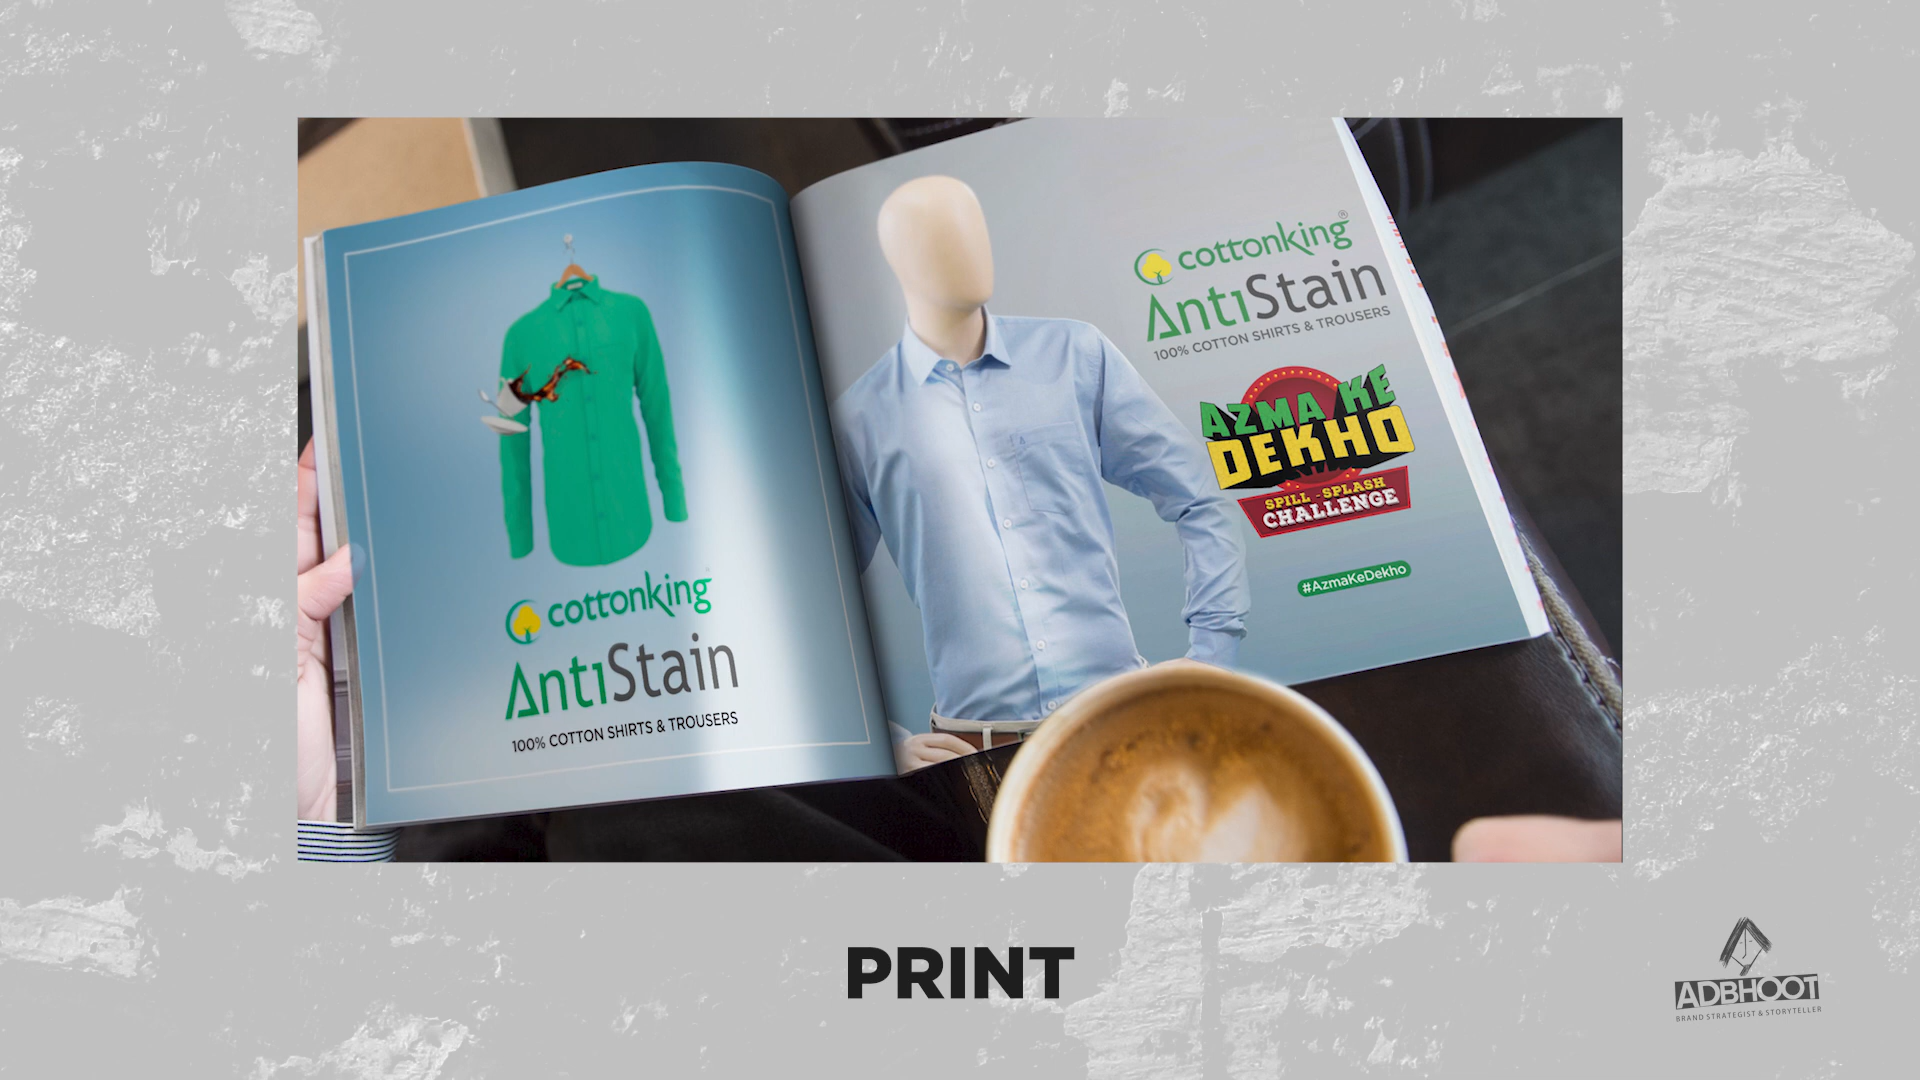 cottonking
AntiStain
100% COTTON SHIRTS & TROUSERS
cottonking®
AntiStain
100% COTTON SHIRTS & TROUSERS
AZMA KE
DEKHO
SPILL - SPLASH
CHALLENGE
#AzmaKeDekho
PRINT
ADBHOOT
BRAND STRATEGIST & STORYTELLER